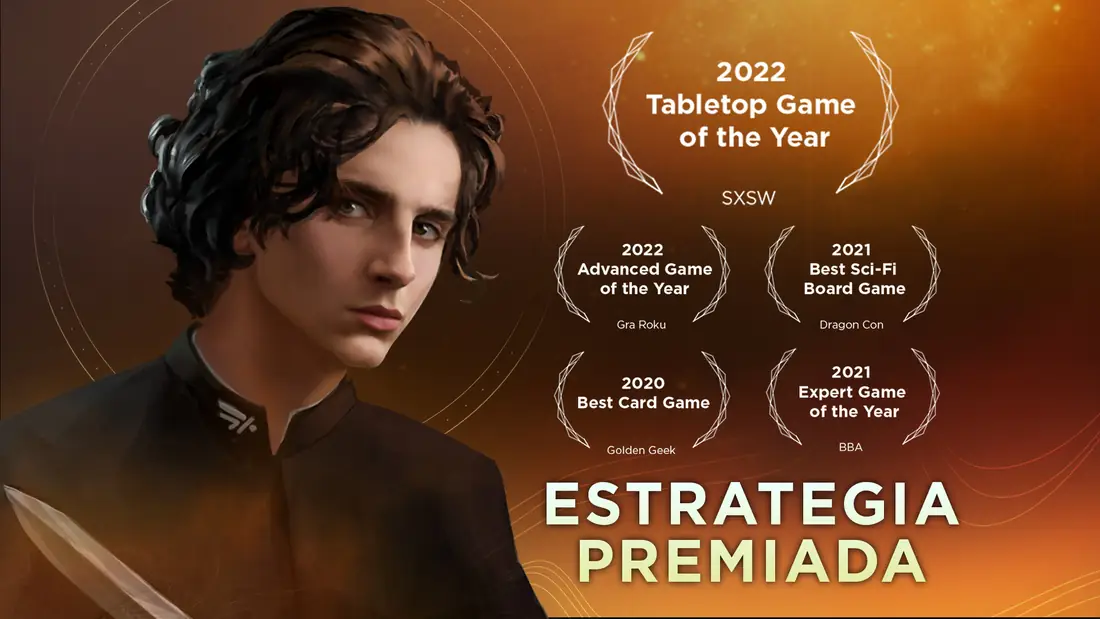 2022
Tabletop Game
of the Year
SXSW
2022
Advanced Game
of the Year
Gra Roku
2021
Best Sci-Fi
Board Game
Dragon Con
2020
Best Card Game
Golden Geek
2021
Expert Game
of the Year
BBA
ESTRATEGIA
PREMIADA